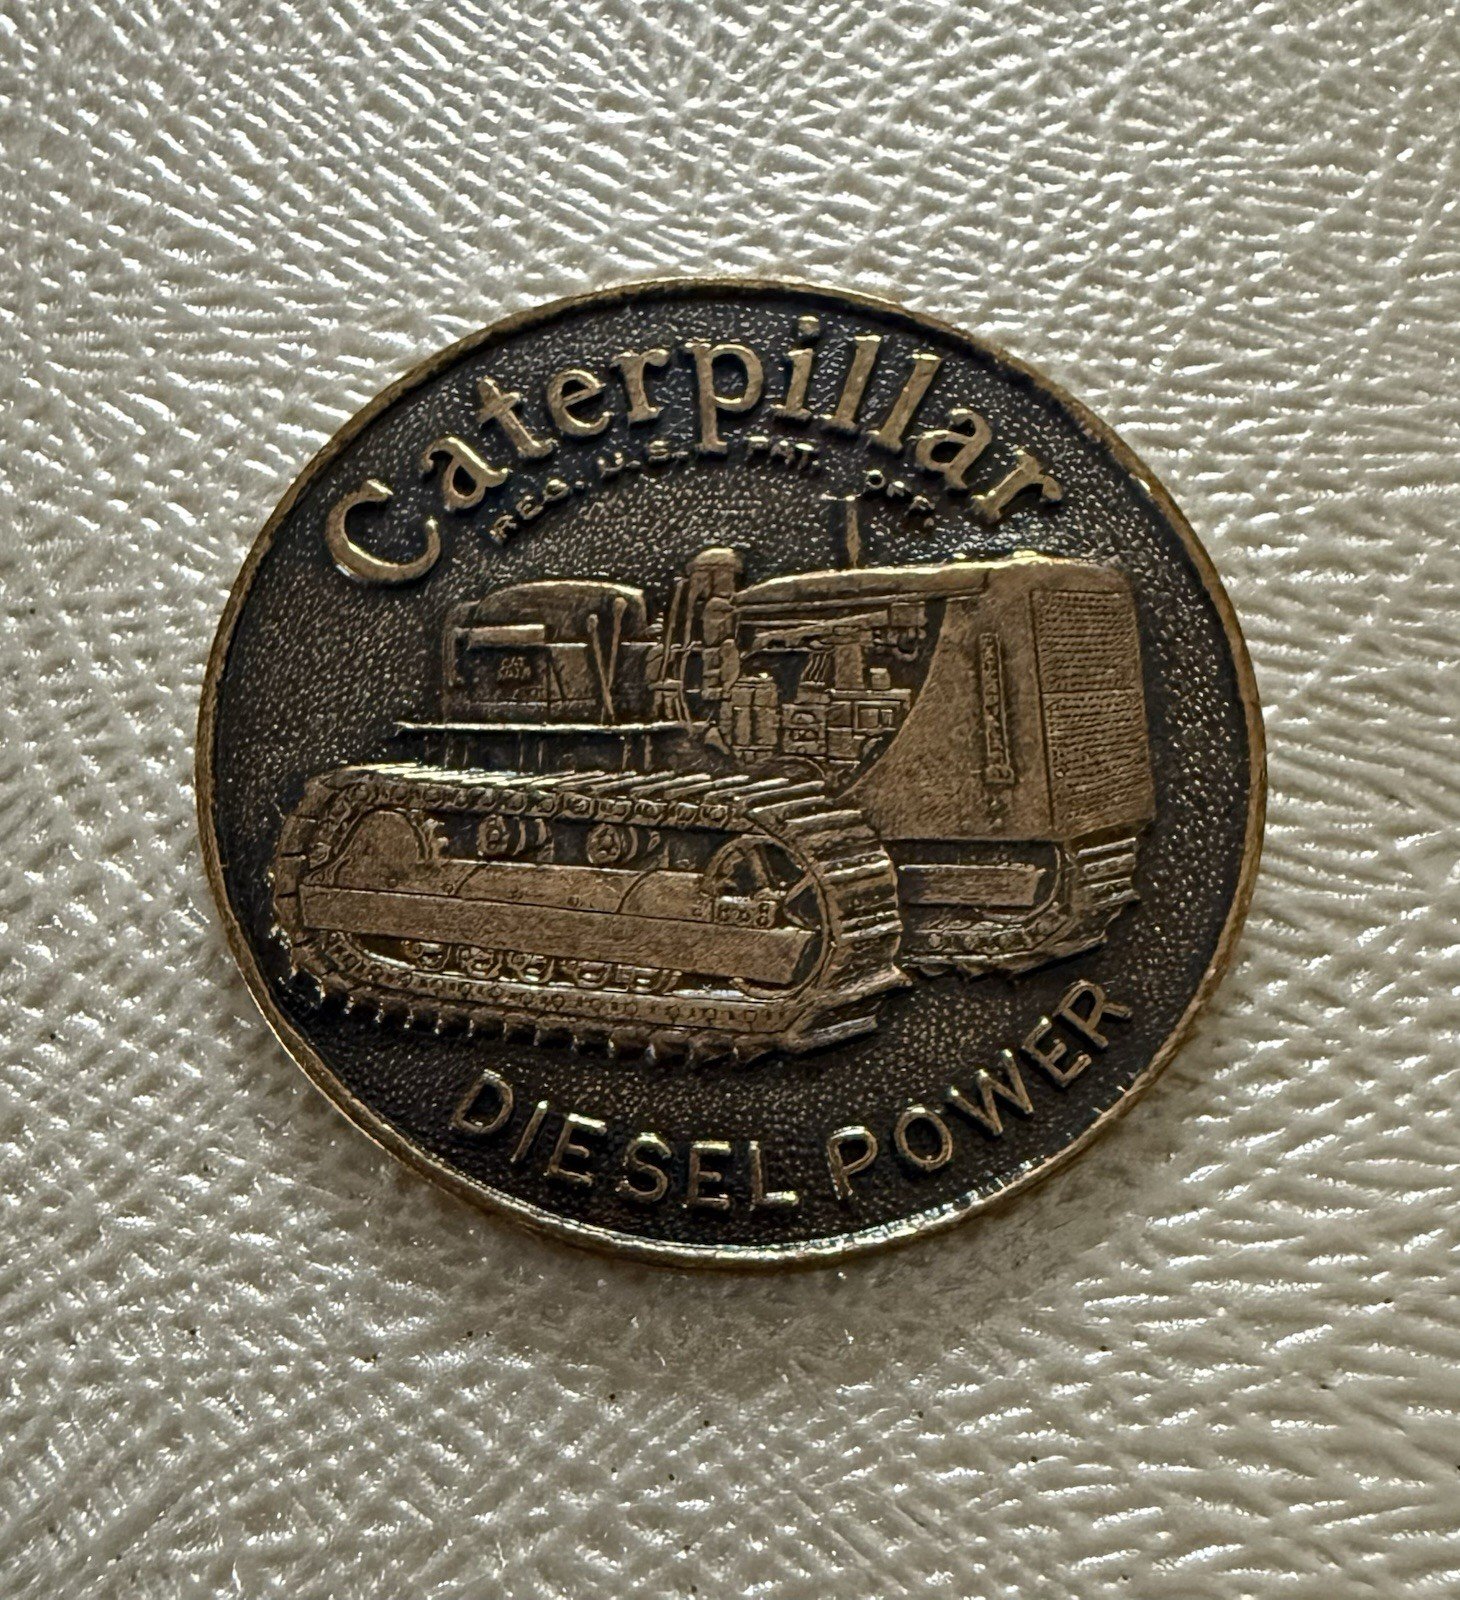 Caterpillar
REG. U.S. PAT. OFF.
DIESEL POWER